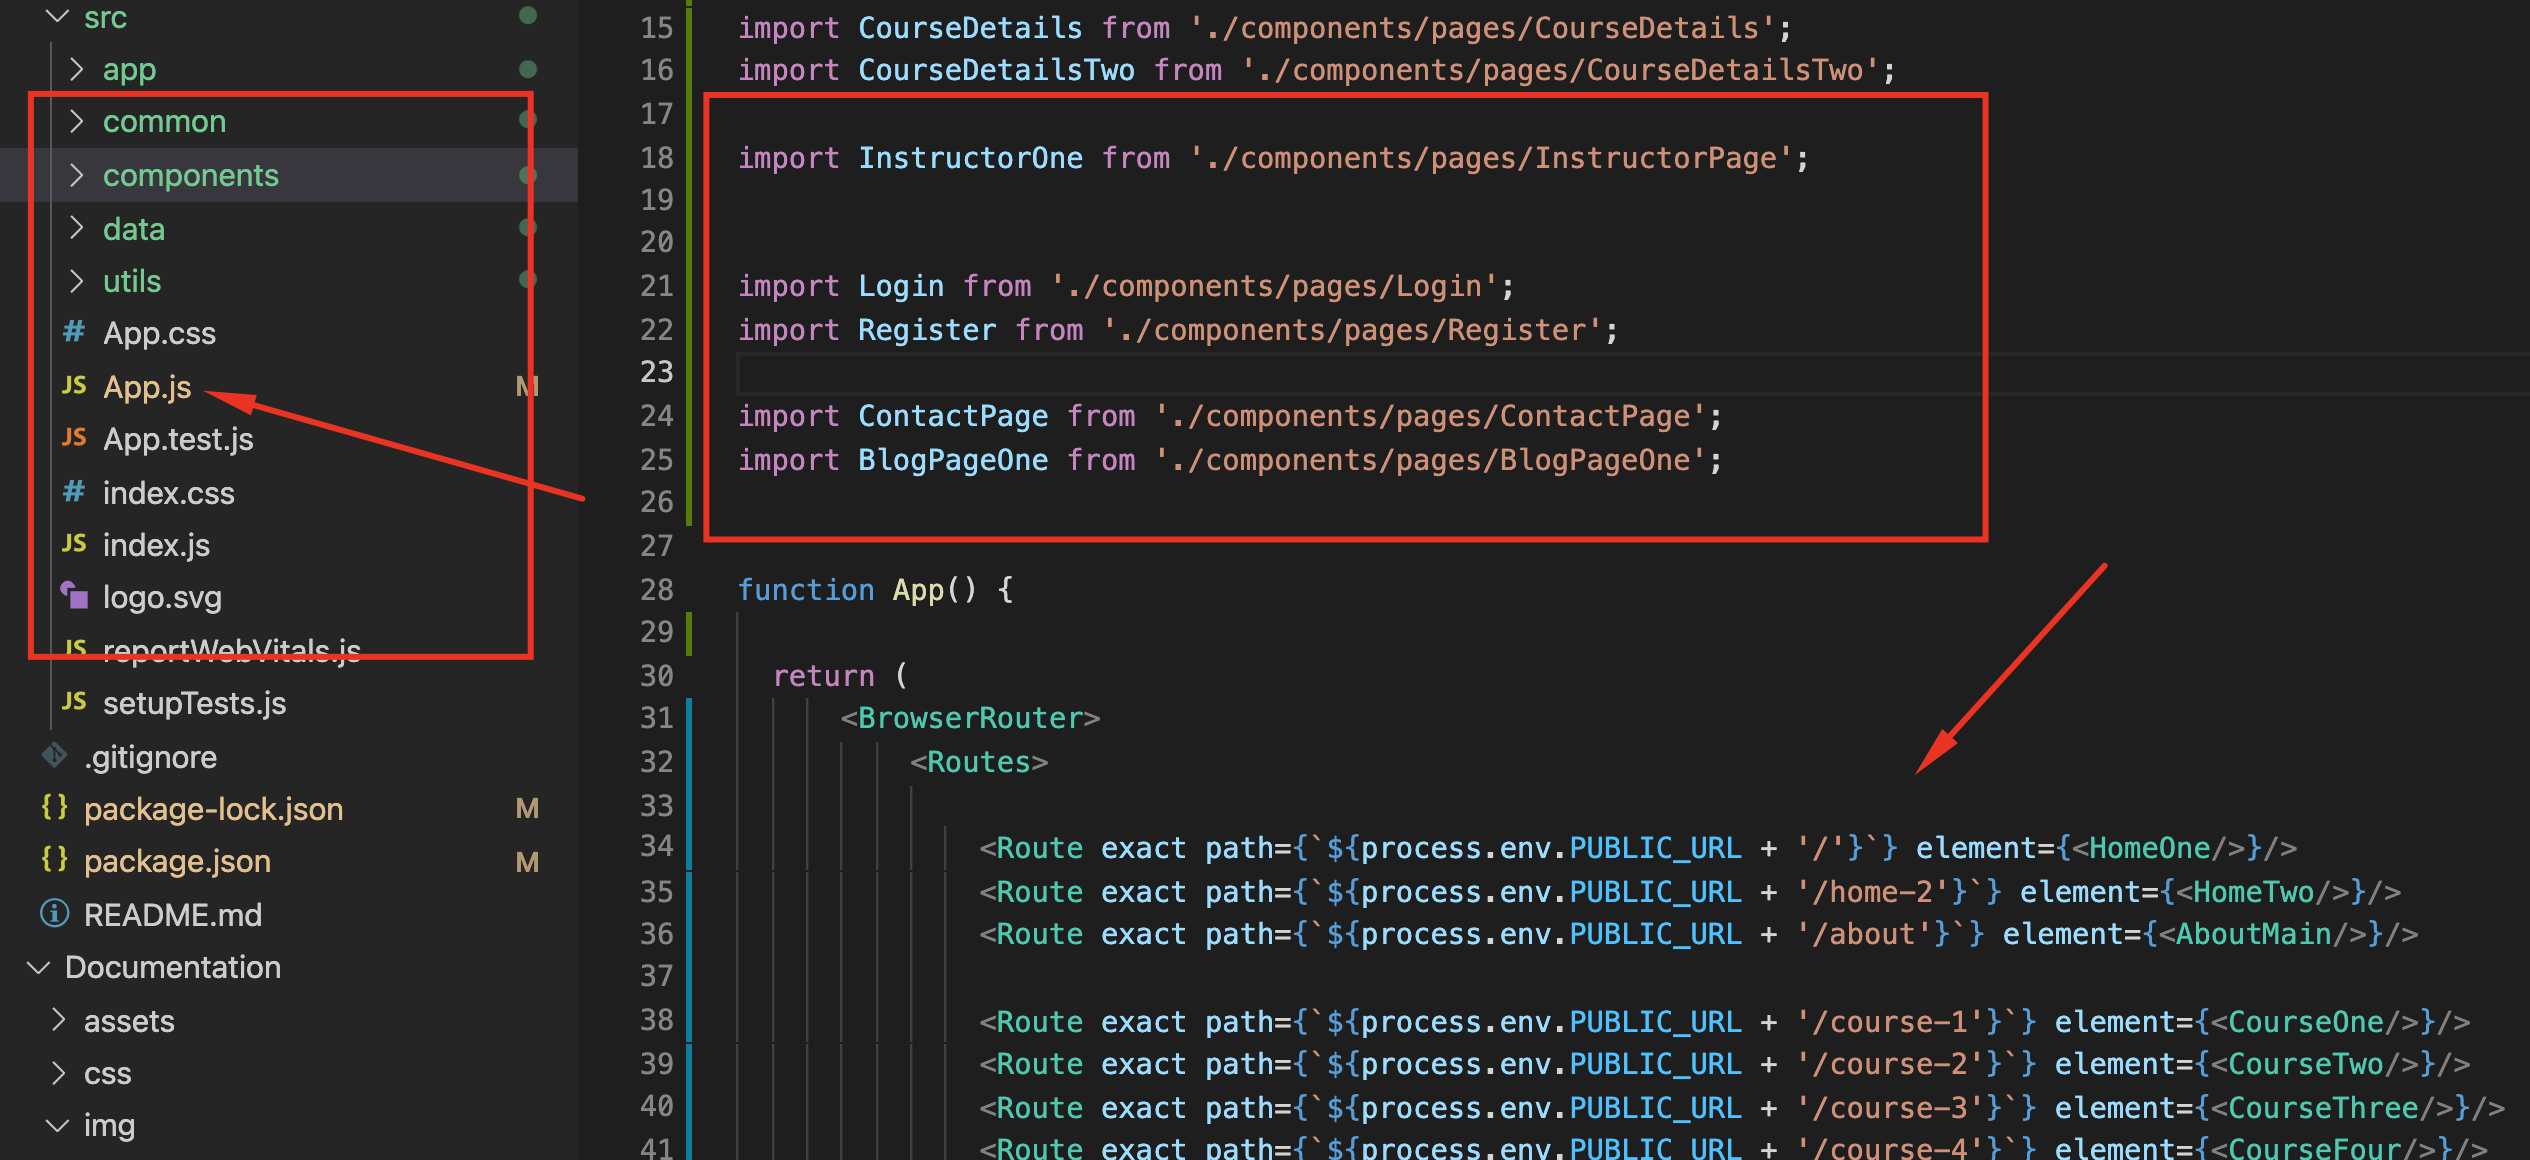 src
app
common
components
data
utils
# App.css
JS App.js M
JS App.test.js
# index.css
JS index.js
logo.svg
JS reportWebVitals.js
JS setupTests.js
.gitignore
{} package-lock.json M
{} package.json M
README.md
Documentation
assets
css
img
15 import CourseDetails from './components/pages/CourseDetails';
16 import CourseDetailsTwo from './components/pages/CourseDetailsTwo';
17
18 import InstructorOne from './components/pages/InstructorPage';
19
20
21 import Login from './components/pages/Login';
22 import Register from './components/pages/Register';
23
24 import ContactPage from './components/pages/ContactPage';
25 import BlogPageOne from './components/pages/BlogPageOne';
26
27
28 function App() {
29
30 return (
31 <BrowserRouter>
32 <Routes>
33
34 <Route exact path={`${process.env.PUBLIC_URL + '/'}`} element={<HomeOne/>}/>
35 <Route exact path={`${process.env.PUBLIC_URL + '/home-2'}`} element={<HomeTwo/>}/>
36 <Route exact path={`${process.env.PUBLIC_URL + '/about'}`} element={<AboutMain/>}/>
37
38 <Route exact path={`${process.env.PUBLIC_URL + '/course-1'}`} element={<CourseOne/>}/>
39 <Route exact path={`${process.env.PUBLIC_URL + '/course-2'}`} element={<CourseTwo/>}/>
40 <Route exact path={`${process.env.PUBLIC_URL + '/course-3'}`} element={<CourseThree/>}/>
41 <Route exact path={`${process.env.PUBLIC_URL + '/course-4'}`} element={<CourseFour/>}/>